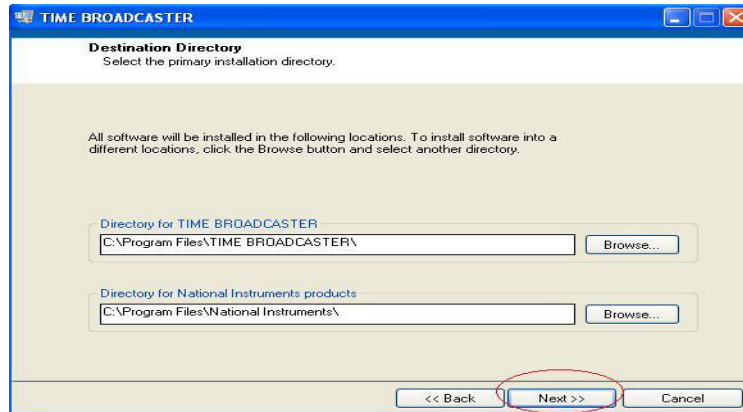 TIME BROADCASTER
Destination Directory
Select the primary installation directory.
All software will be installed in the following locations. To install software into a
different locations, click the Browse button and select another directory.
Directory for TIME BROADCASTER
C:\Program Files\TIME BROADCASTER\
Browse...
Directory for National Instruments products
C:\Program Files\National Instruments\
Browse...
<< Back
Next >>
Cancel